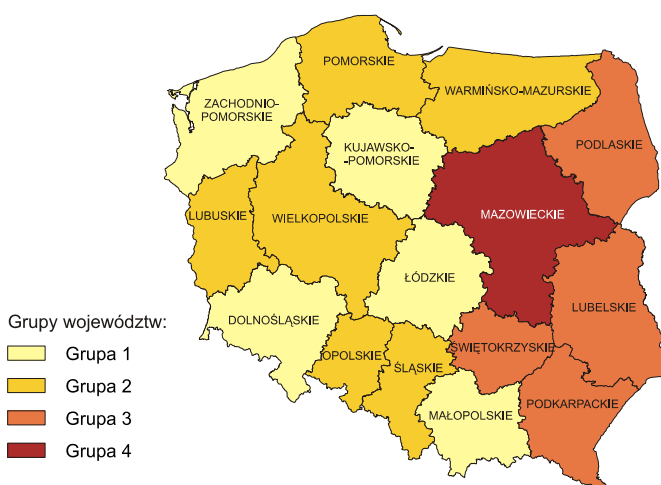 POMORSKIE
WARMIŃSKO-MAZURSKIE
ZACHODNIO-
POMORSKIE
KUJAWSKO-
-POMORSKIE
PODLASKIE
LUBUSKIE
WIELKOPOLSKIE
MAZOWIECKIE
ŁÓDZKIE
LUBELSKIE
DOLNOŚLĄSKIE
OPOLSKIE
ŚLĄSKIE
ŚWIĘTOKRZYSKIE
MAŁOPOLSKIE
PODKARPACKIE
Grupy województw:
Grupa 1
Grupa 2
Grupa 3
Grupa 4